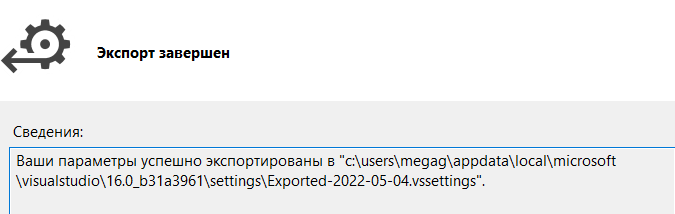 Экспорт завершен
Сведения:
Ваши параметры успешно экспортированы в "c:\users\megag\appdata\local\microsoft
\visualstudio\16.0_b31a3961\settings\Exported-2022-05-04.vssettings".